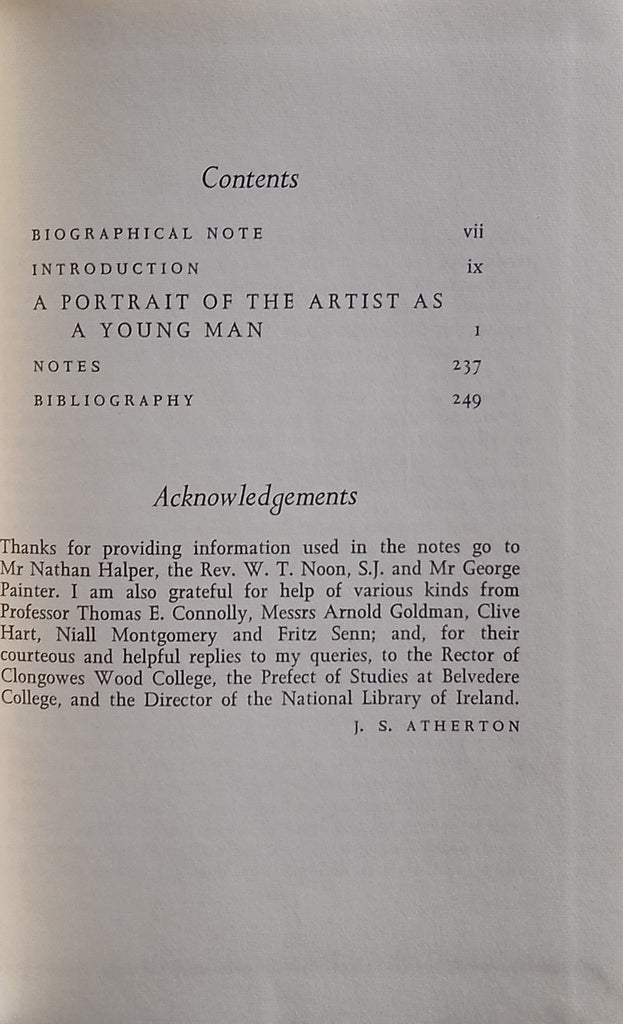 Contents
BIOGRAPHICAL NOTE vii
INTRODUCTION ix
A PORTRAIT OF THE ARTIST AS
A YOUNG MAN 1
NOTES 237
BIBLIOGRAPHY 249
Acknowledgements
Thanks for providing information used in the notes go to
Mr Nathan Halper, the Rev. W. T. Noon, S.J. and Mr George
Painter. I am also grateful for help of various kinds from
Professor Thomas E. Connolly, Messrs Arnold Goldman, Clive
Hart, Niall Montgomery and Fritz Senn; and, for their
courteous and helpful replies to my queries, to the Rector of
Clongowes Wood College, the Prefect of Studies at Belvedere
College, and the Director of the National Library of Ireland.
J. S. ATHERTON